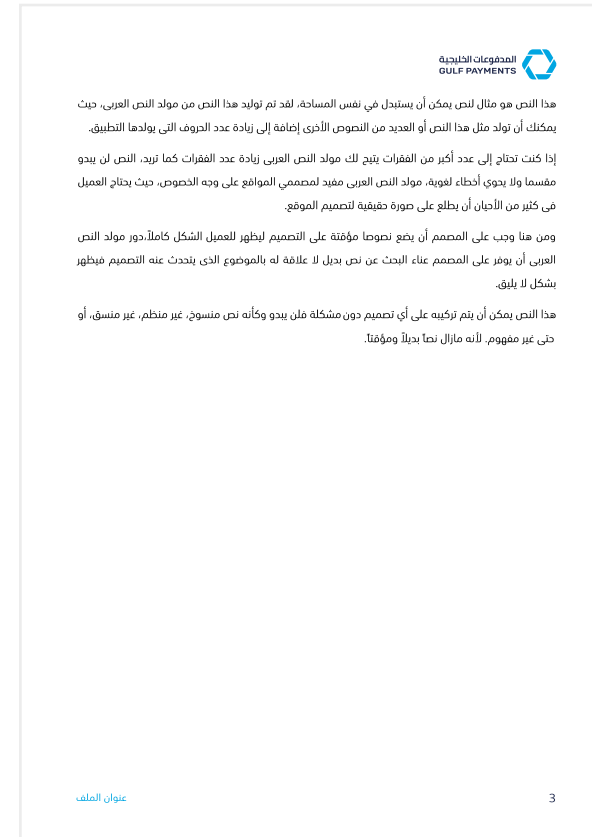 المدفوعات الخليجية
GULF PAYMENTS
هذا النص هو مثال لنص يمكن أن يستبدل في نفس المساحة، لقد تم توليد هذا النص من مولد النص العربى، حيث
يمكنك أن تولد مثل هذا النص أو العديد من النصوص الأخرى إضافة إلى زيادة عدد الحروف التى يولدها التطبيق.
إذا كنت تحتاج إلى عدد أكبر من الفقرات يتيح لك مولد النص العربى زيادة عدد الفقرات كما تريد، النص لن يبدو
مقسما ولا يحوي أخطاء لغوية، مولد النص العربى مفيد لمصممي المواقع على وجه الخصوص، حيث يحتاج العميل
فى كثير من الأحيان أن يطلع على صورة حقيقية لتصميم الموقع.
ومن هنا وجب على المصمم أن يضع نصوصا مؤقتة على التصميم ليظهر للعميل الشكل كاملاً،دور مولد النص
العربى أن يوفر على المصمم عناء البحث عن نص بديل لا علاقة له بالموضوع الذى يتحدث عنه التصميم فيظهر
بشكل لا يليق.
هذا النص يمكن أن يتم تركيبه على أي تصميم دون مشكلة فلن يبدو وكأنه نص منسوخ، غير منظم، غير منسق، أو
حتى غير مفهوم. لأنه مازال نصاً بديلاً ومؤقتاً.
3
عنوان الملف